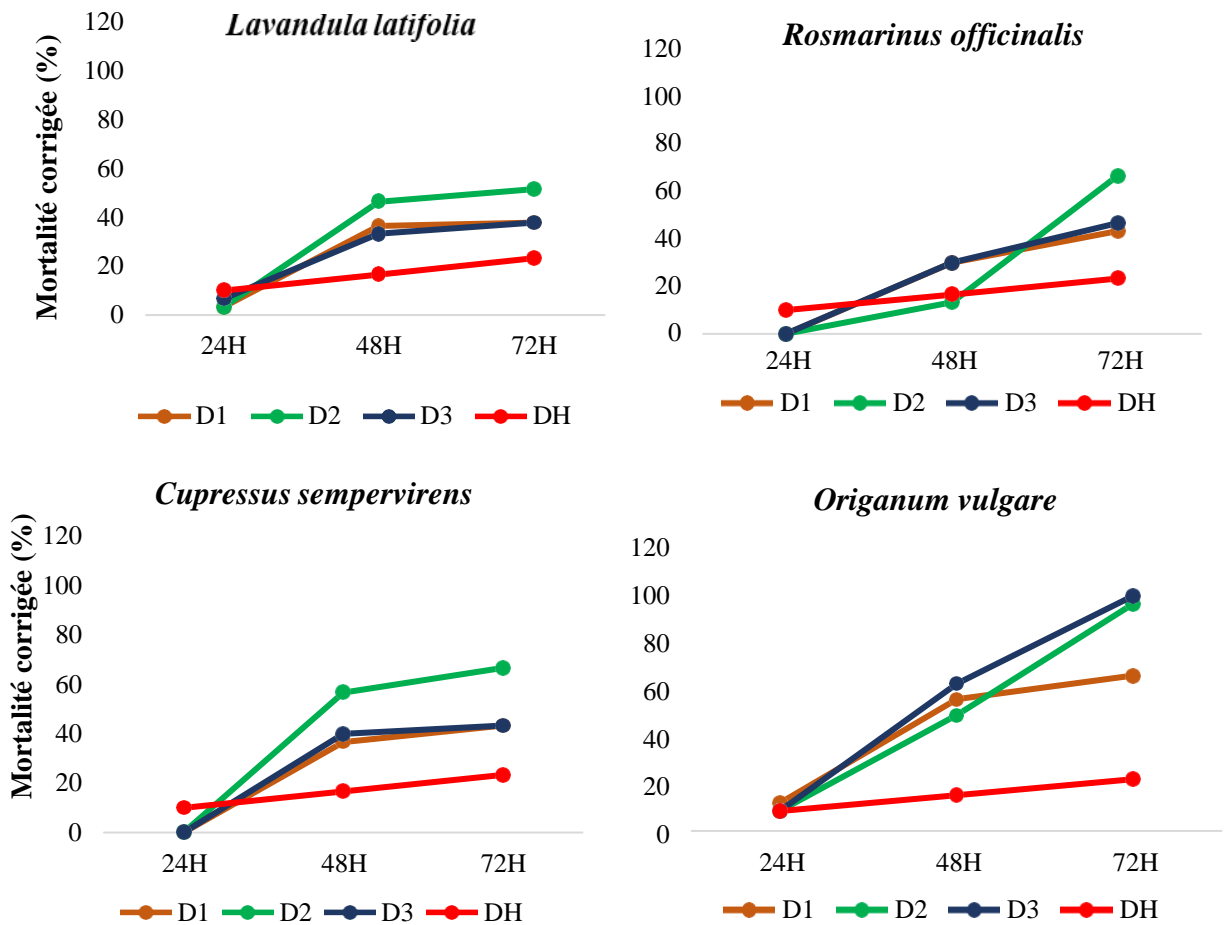 Lavandula latifolia
Mortalité corrigée (%)
120
100
80
60
40
20
0
24H 48H 72H
D1 D2 D3 DH
Rosmarinus officinalis
120
100
80
60
40
20
0
24H 48H 72H
D1 D2 D3 DH
Cupressus sempervirens
Mortalité corrigée (%)
120
100
80
60
40
20
0
24H 48H 72H
D1 D2 D3 DH
Origanum vulgare
120
100
80
60
40
20
0
24H 48H 72H
D1 D2 D3 DH